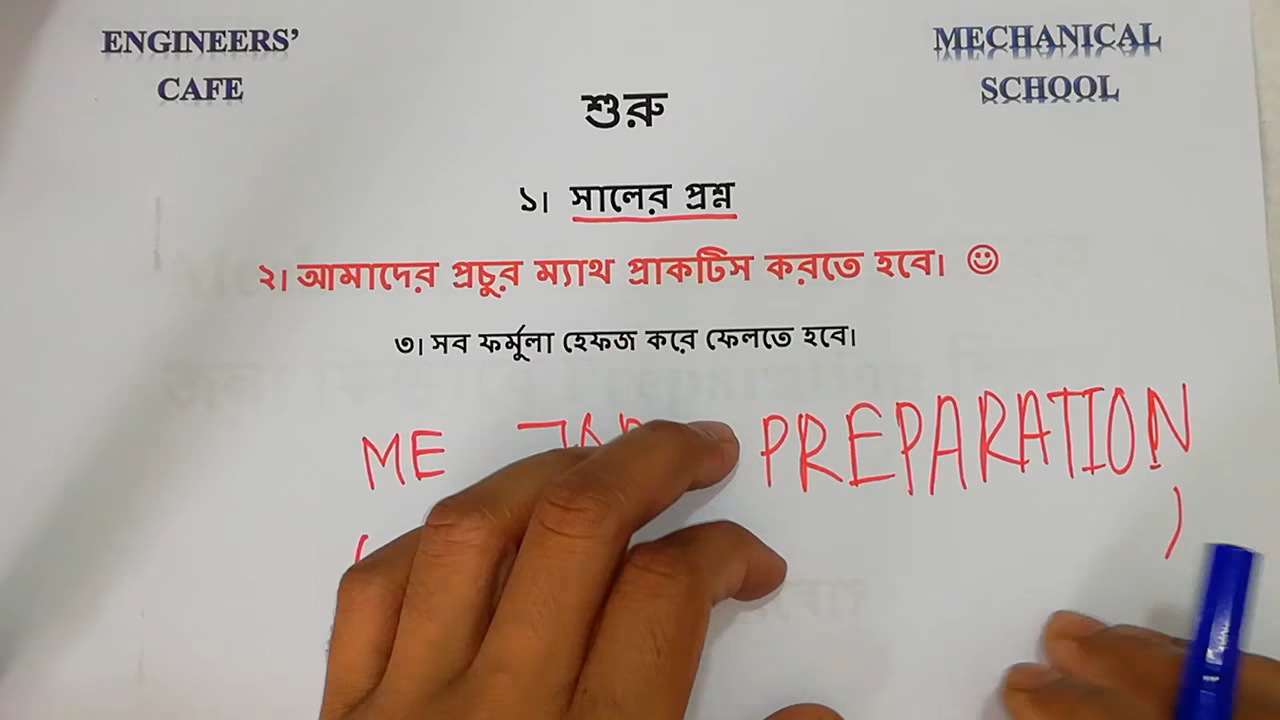 ENGINEERS’
CAFE
MECHANICAL
SCHOOL
শুরু
১। সালের প্রশ্ন
২। আমাদের প্রচুর ম্যাথ প্রাকটিস করতে হবে। ☺
৩। সব ফর্মুলা হেফজ করে ফেলতে হবে।
ME PREPARATION
( )